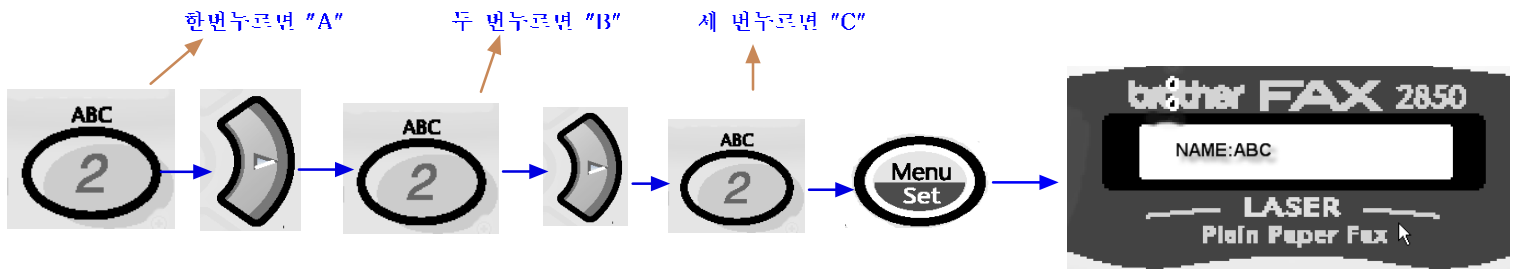 한번누르면 "A"
두 번누르면 "B"
세 번누르면 "C"
ABC
2
ABC
2
ABC
2
Menu
Set
brother FAX 2850
NAME:ABC
LASER
Plain Paper Fax